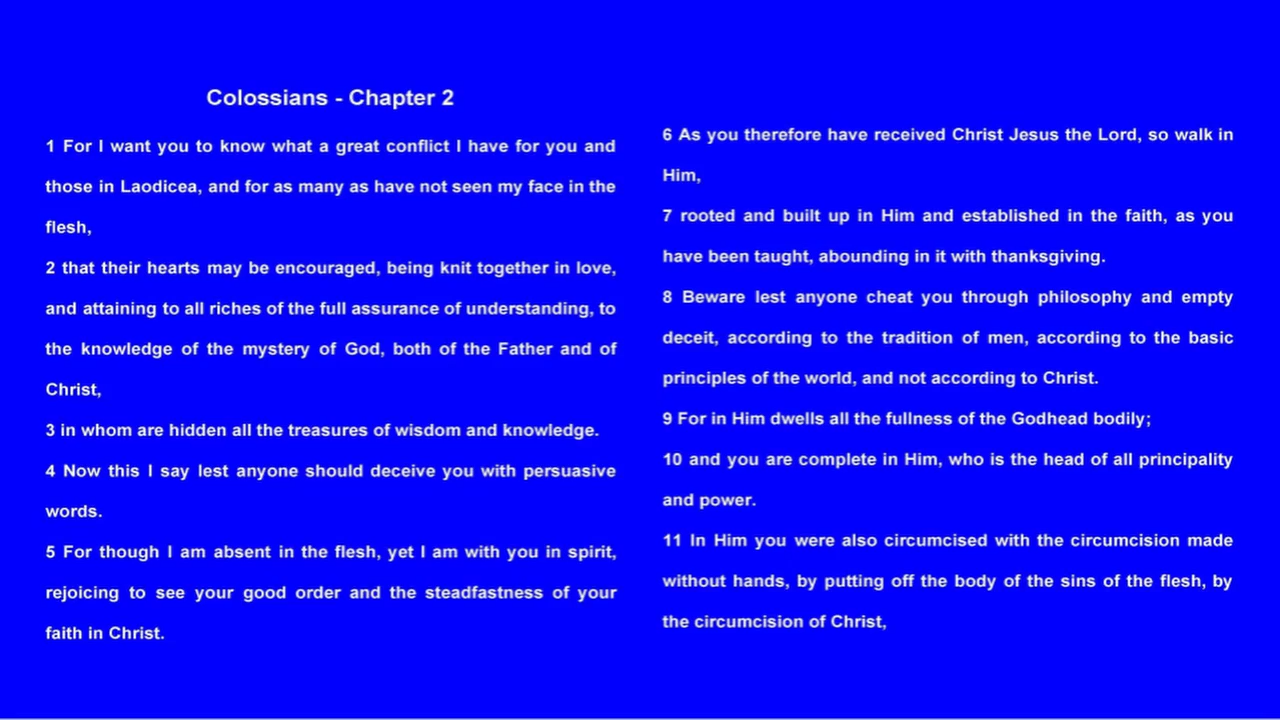 Colossians - Chapter 2
1 For I want you to know what a great conflict I have for you and
those in Laodicea, and for as many as have not seen my face in the
flesh,
2 that their hearts may be encouraged, being knit together in love,
and attaining to all riches of the full assurance of understanding, to
the knowledge of the mystery of God, both of the Father and of
Christ,
3 in whom are hidden all the treasures of wisdom and knowledge.
4 Now this I say lest anyone should deceive you with persuasive
words.
5 For though I am absent in the flesh, yet I am with you in spirit,
rejoicing to see your good order and the steadfastness of your
faith in Christ.
6 As you therefore have received Christ Jesus the Lord, so walk in
Him,
7 rooted and built up in Him and established in the faith, as you
have been taught, abounding in it with thanksgiving.
8 Beware lest anyone cheat you through philosophy and empty
deceit, according to the tradition of men, according to the basic
principles of the world, and not according to Christ.
9 For in Him dwells all the fullness of the Godhead bodily;
10 and you are complete in Him, who is the head of all principality
and power.
11 In Him you were also circumcised with the circumcision made
without hands, by putting off the body of the sins of the flesh, by
the circumcision of Christ,